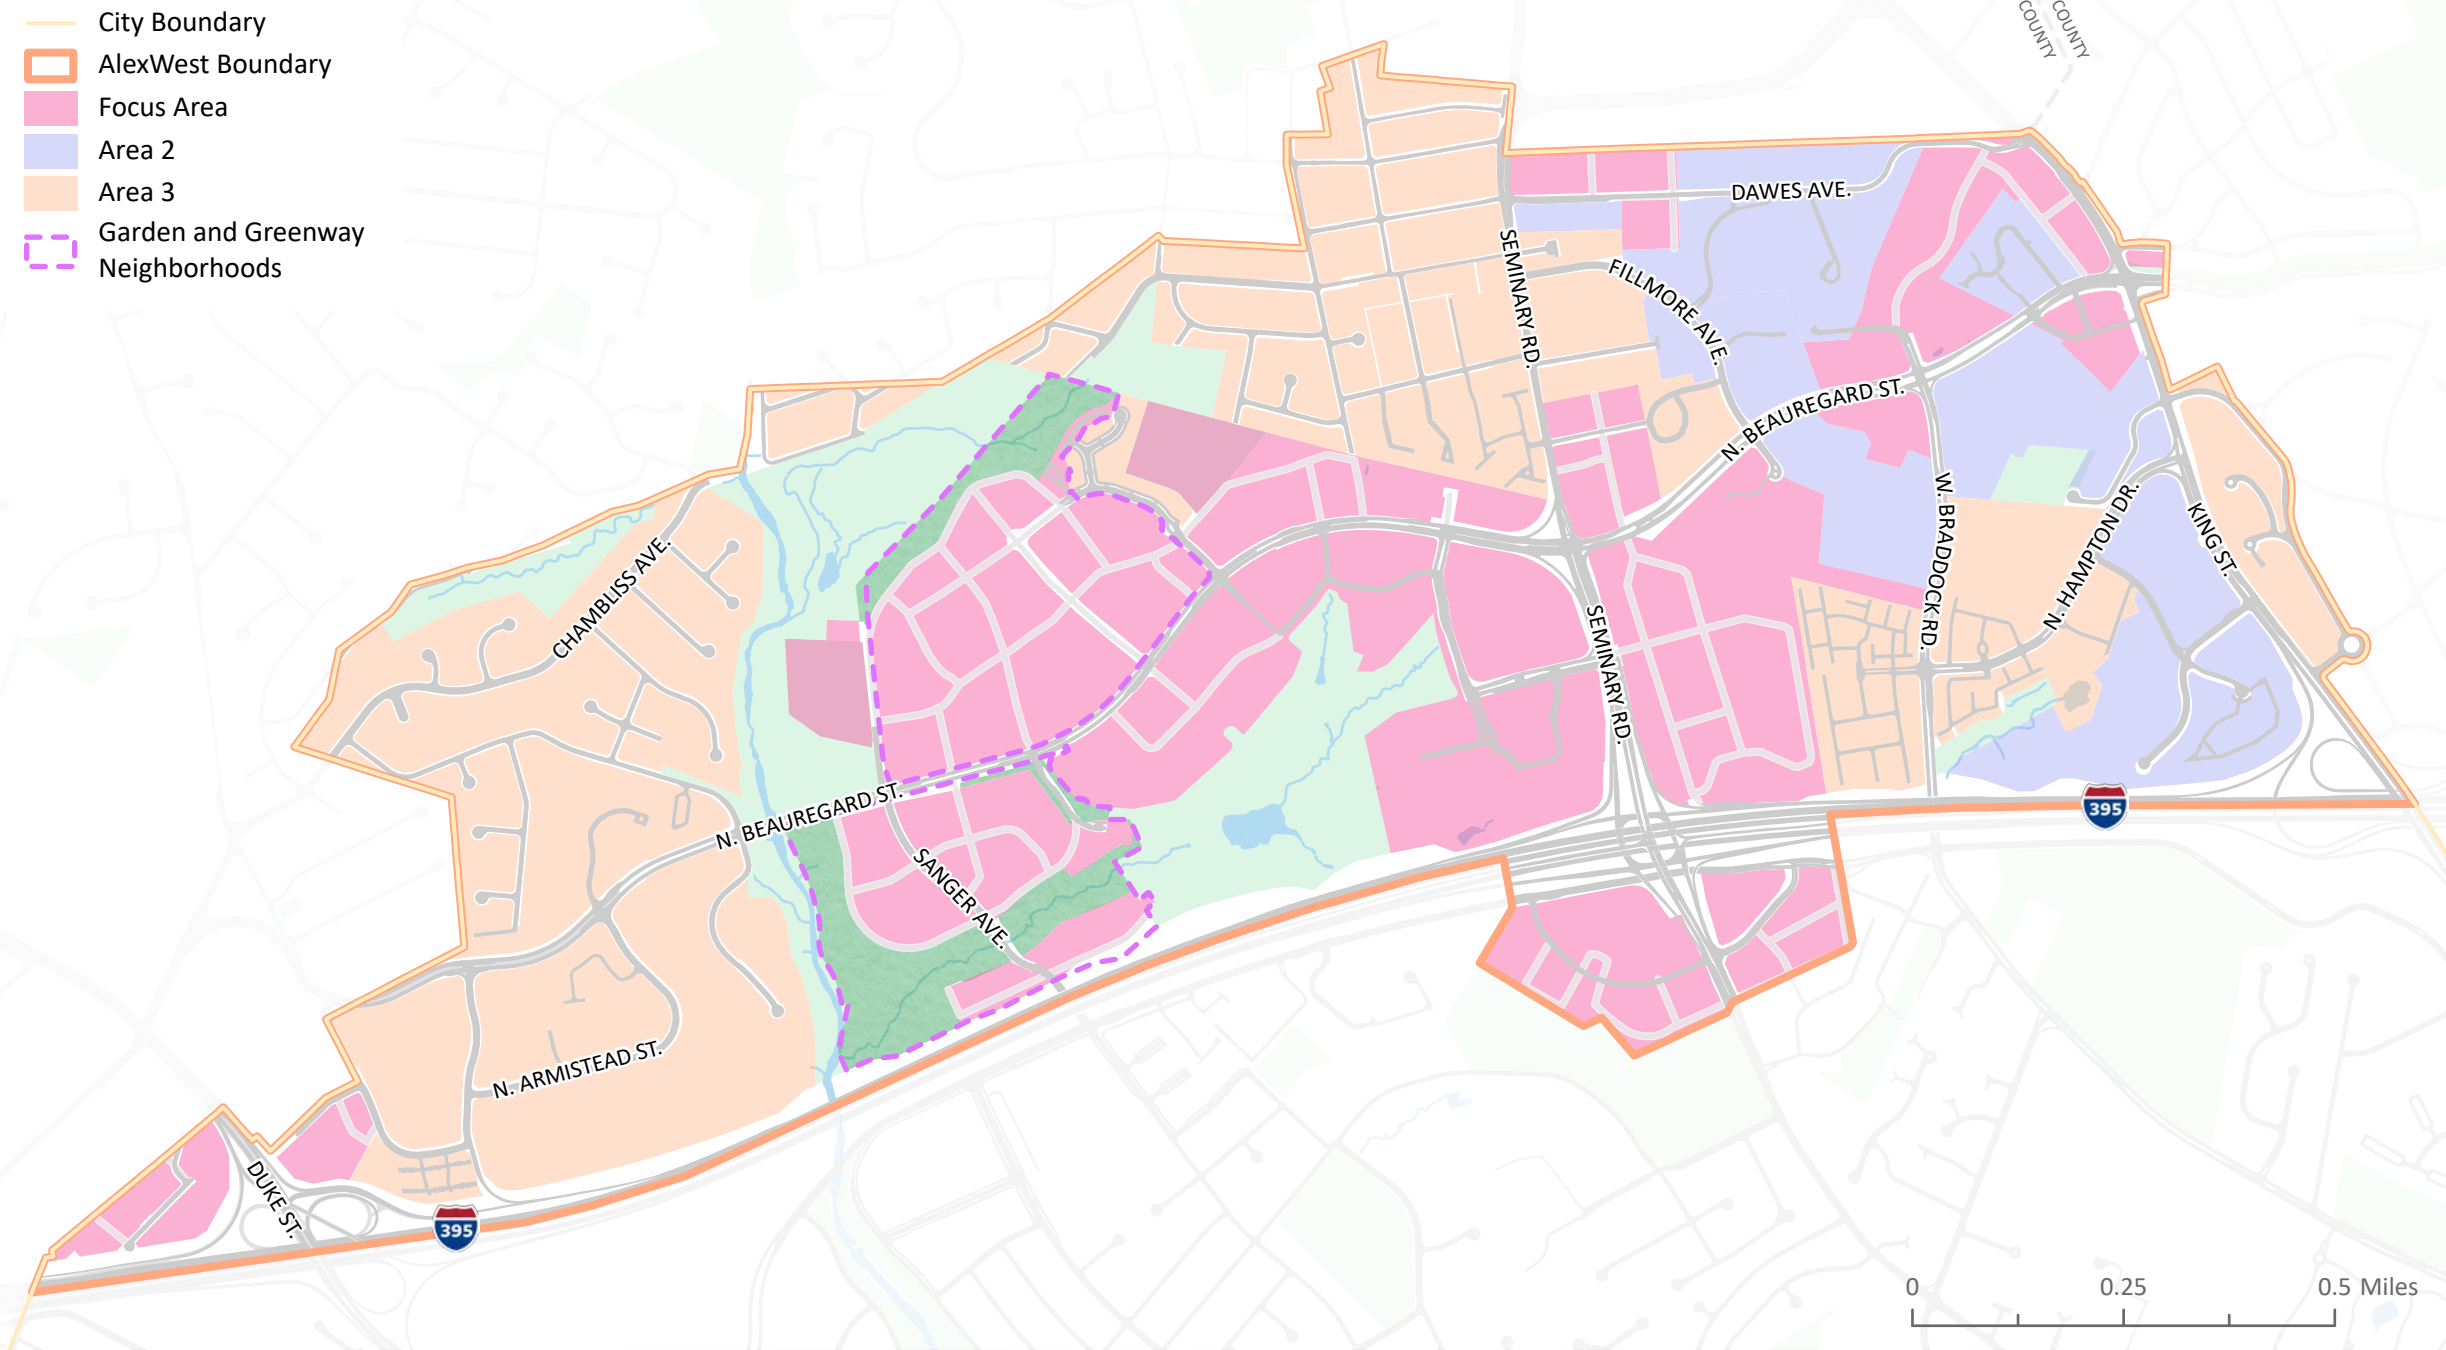 City Boundary
AlexWest Boundary
Focus Area
Area 2
Area 3
Garden and Greenway
Neighborhoods
COUNTY
COUNTY
DAWES AVE.
SEMINARY RD.
FILLMORE AVE.
N. BEAUREGARD ST.
W. BRADDOCK RD.
N. HAMPTON DR.
KING ST.
CHAMBLISS AVE.
SEMINARY RD.
N. BEAUREGARD ST.
395
SANGER AVE.
N. ARMISTEAD ST.
DUKE ST.
395
0 0.25 0.5 Miles